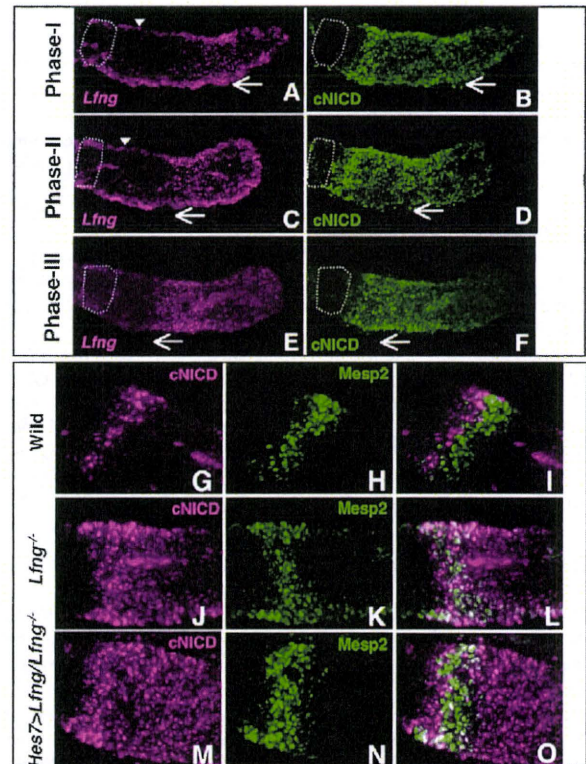 Phase-I
Lfng
A
cNICD
B
Phase-II
Lfng
C
cNICD
D
Phase-III
Lfng
E
cNICD
F
Wild
cNICD
G
Mesp2
H
I
Lfng-/-
J
K
L
Hes7>Lfng/Lfng-/-
cNICD
M
Mesp2
N
O
cNICD
Mesp2